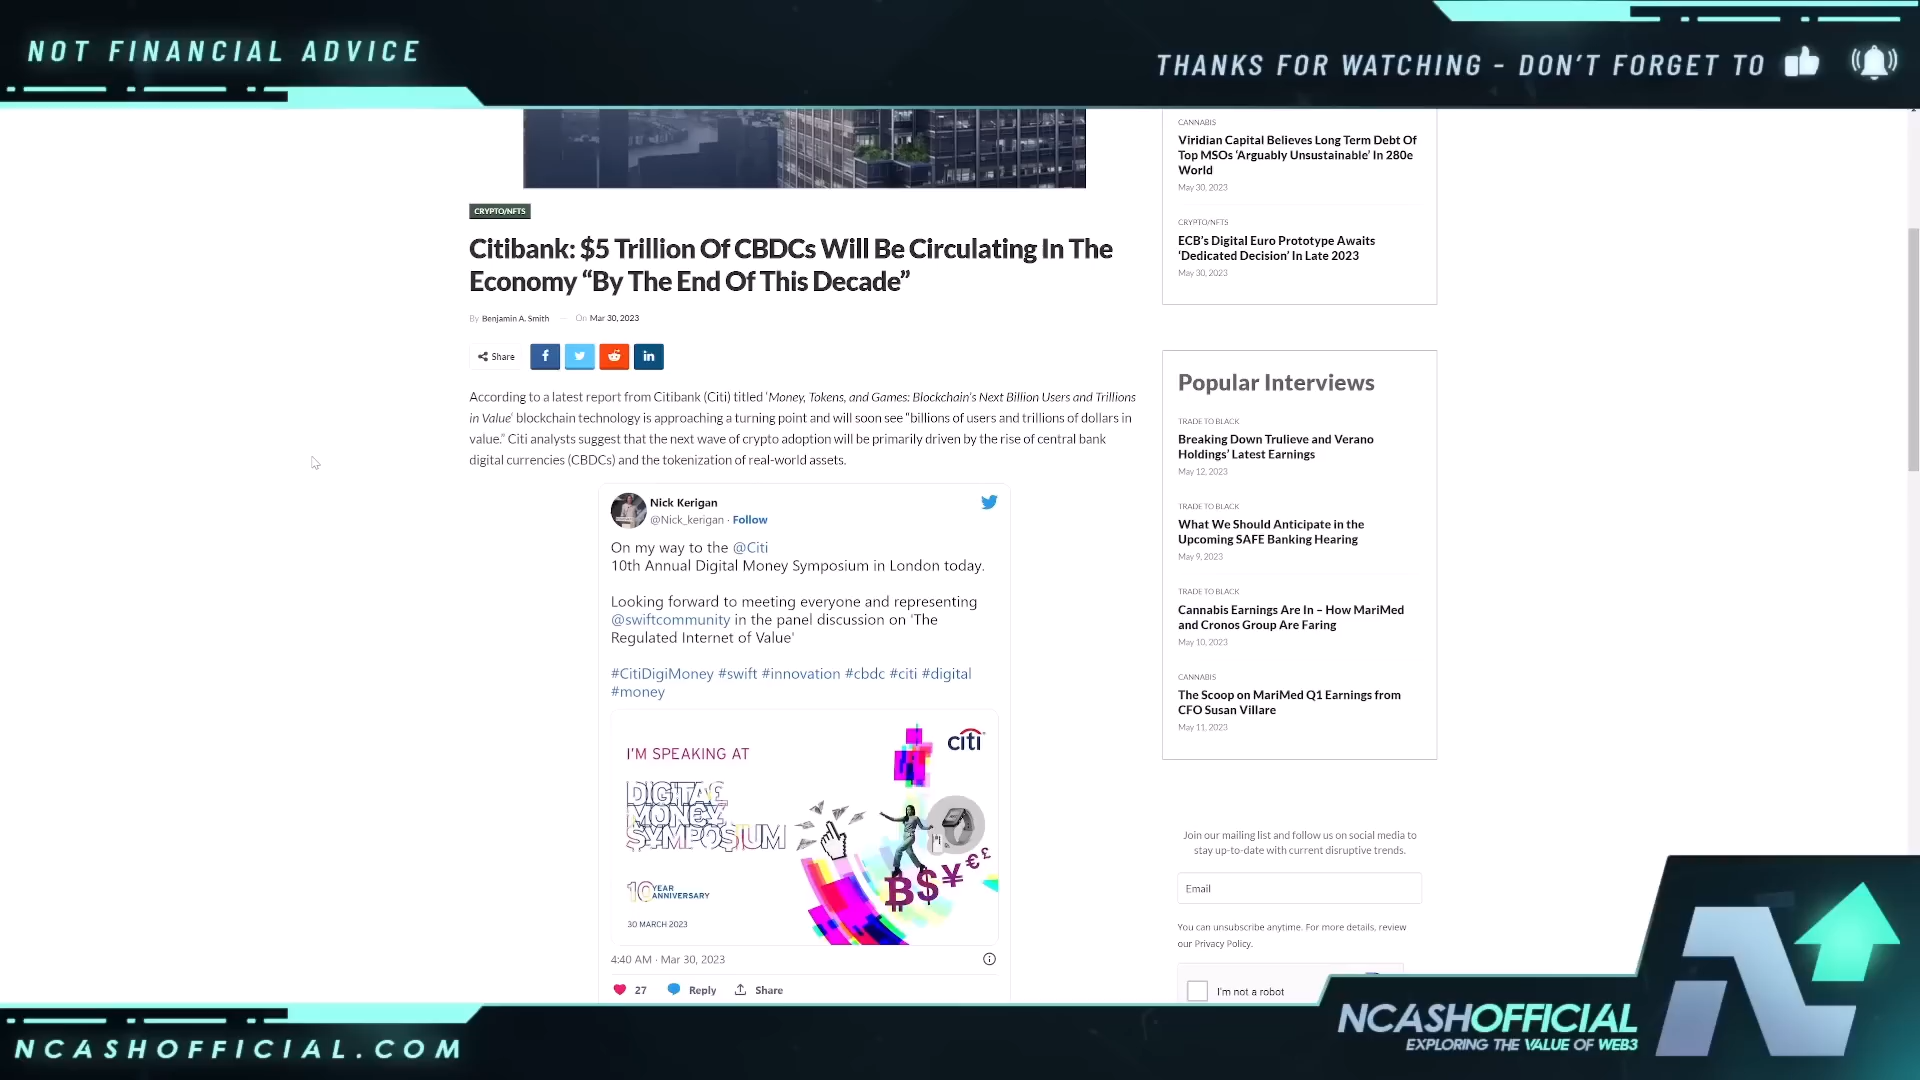 NOT FINANCIAL ADVICE
THANKS FOR WATCHING - DON'T FORGET TO
CRYPTO/NFTS
Citibank: $5 Trillion Of CBDCs Will Be Circulating In The
Economy “By The End Of This Decade”
By Benjamin A. Smith — On Mar 30, 2023
Share
According to a latest report from Citibank (Citi) titled ‘Money, Tokens, and Games: Blockchain’s Next Billion Users and Trillions
in Value‘ blockchain technology is approaching a turning point and will soon see “billions of users and trillions of dollars in
value.” Citi analysts suggest that the next wave of crypto adoption will be primarily driven by the rise of central bank
digital currencies (CBDCs) and the tokenization of real-world assets.
Nick Kerigan
@Nick_kerigan · Follow
On my way to the @Citi
10th Annual Digital Money Symposium in London today.
Looking forward to meeting everyone and representing
@swiftcommunity in the panel discussion on 'The
Regulated Internet of Value'
#CitiDigiMoney #swift #innovation #cbdc #citi #digital
#money
I'M SPEAKING AT
citi
DIGITA£
MON€¥
$YMPO$IUM
10 YEAR
ANNIVERSARY
30 MARCH 2023
4:40 AM · Mar 30, 2023
27 Reply Share
CANNABIS
Viridian Capital Believes Long Term Debt Of
Top MSOs ‘Arguably Unsustainable’ In 280e
World
May 30, 2023
CRYPTO/NFTS
ECB’s Digital Euro Prototype Awaits
‘Dedicated Decision’ In Late 2023
May 30, 2023
Popular Interviews
TRADE TO BLACK
Breaking Down Trulieve and Verano
Holdings’ Latest Earnings
May 12, 2023
TRADE TO BLACK
What We Should Anticipate in the
Upcoming SAFE Banking Hearing
May 9, 2023
TRADE TO BLACK
Cannabis Earnings Are In – How MariMed
and Cronos Group Are Faring
May 10, 2023
CANNABIS
The Scoop on MariMed Q1 Earnings from
CFO Susan Villare
May 11, 2023
Join our mailing list and follow us on social media to
stay up-to-date with current disruptive trends.
Email
You can unsubscribe anytime. For more details, review
our Privacy Policy.
I'm not a robot
NCASHOFFICIAL.COM
NCASHOFFICIAL
EXPLORING THE VALUE OF WEB3